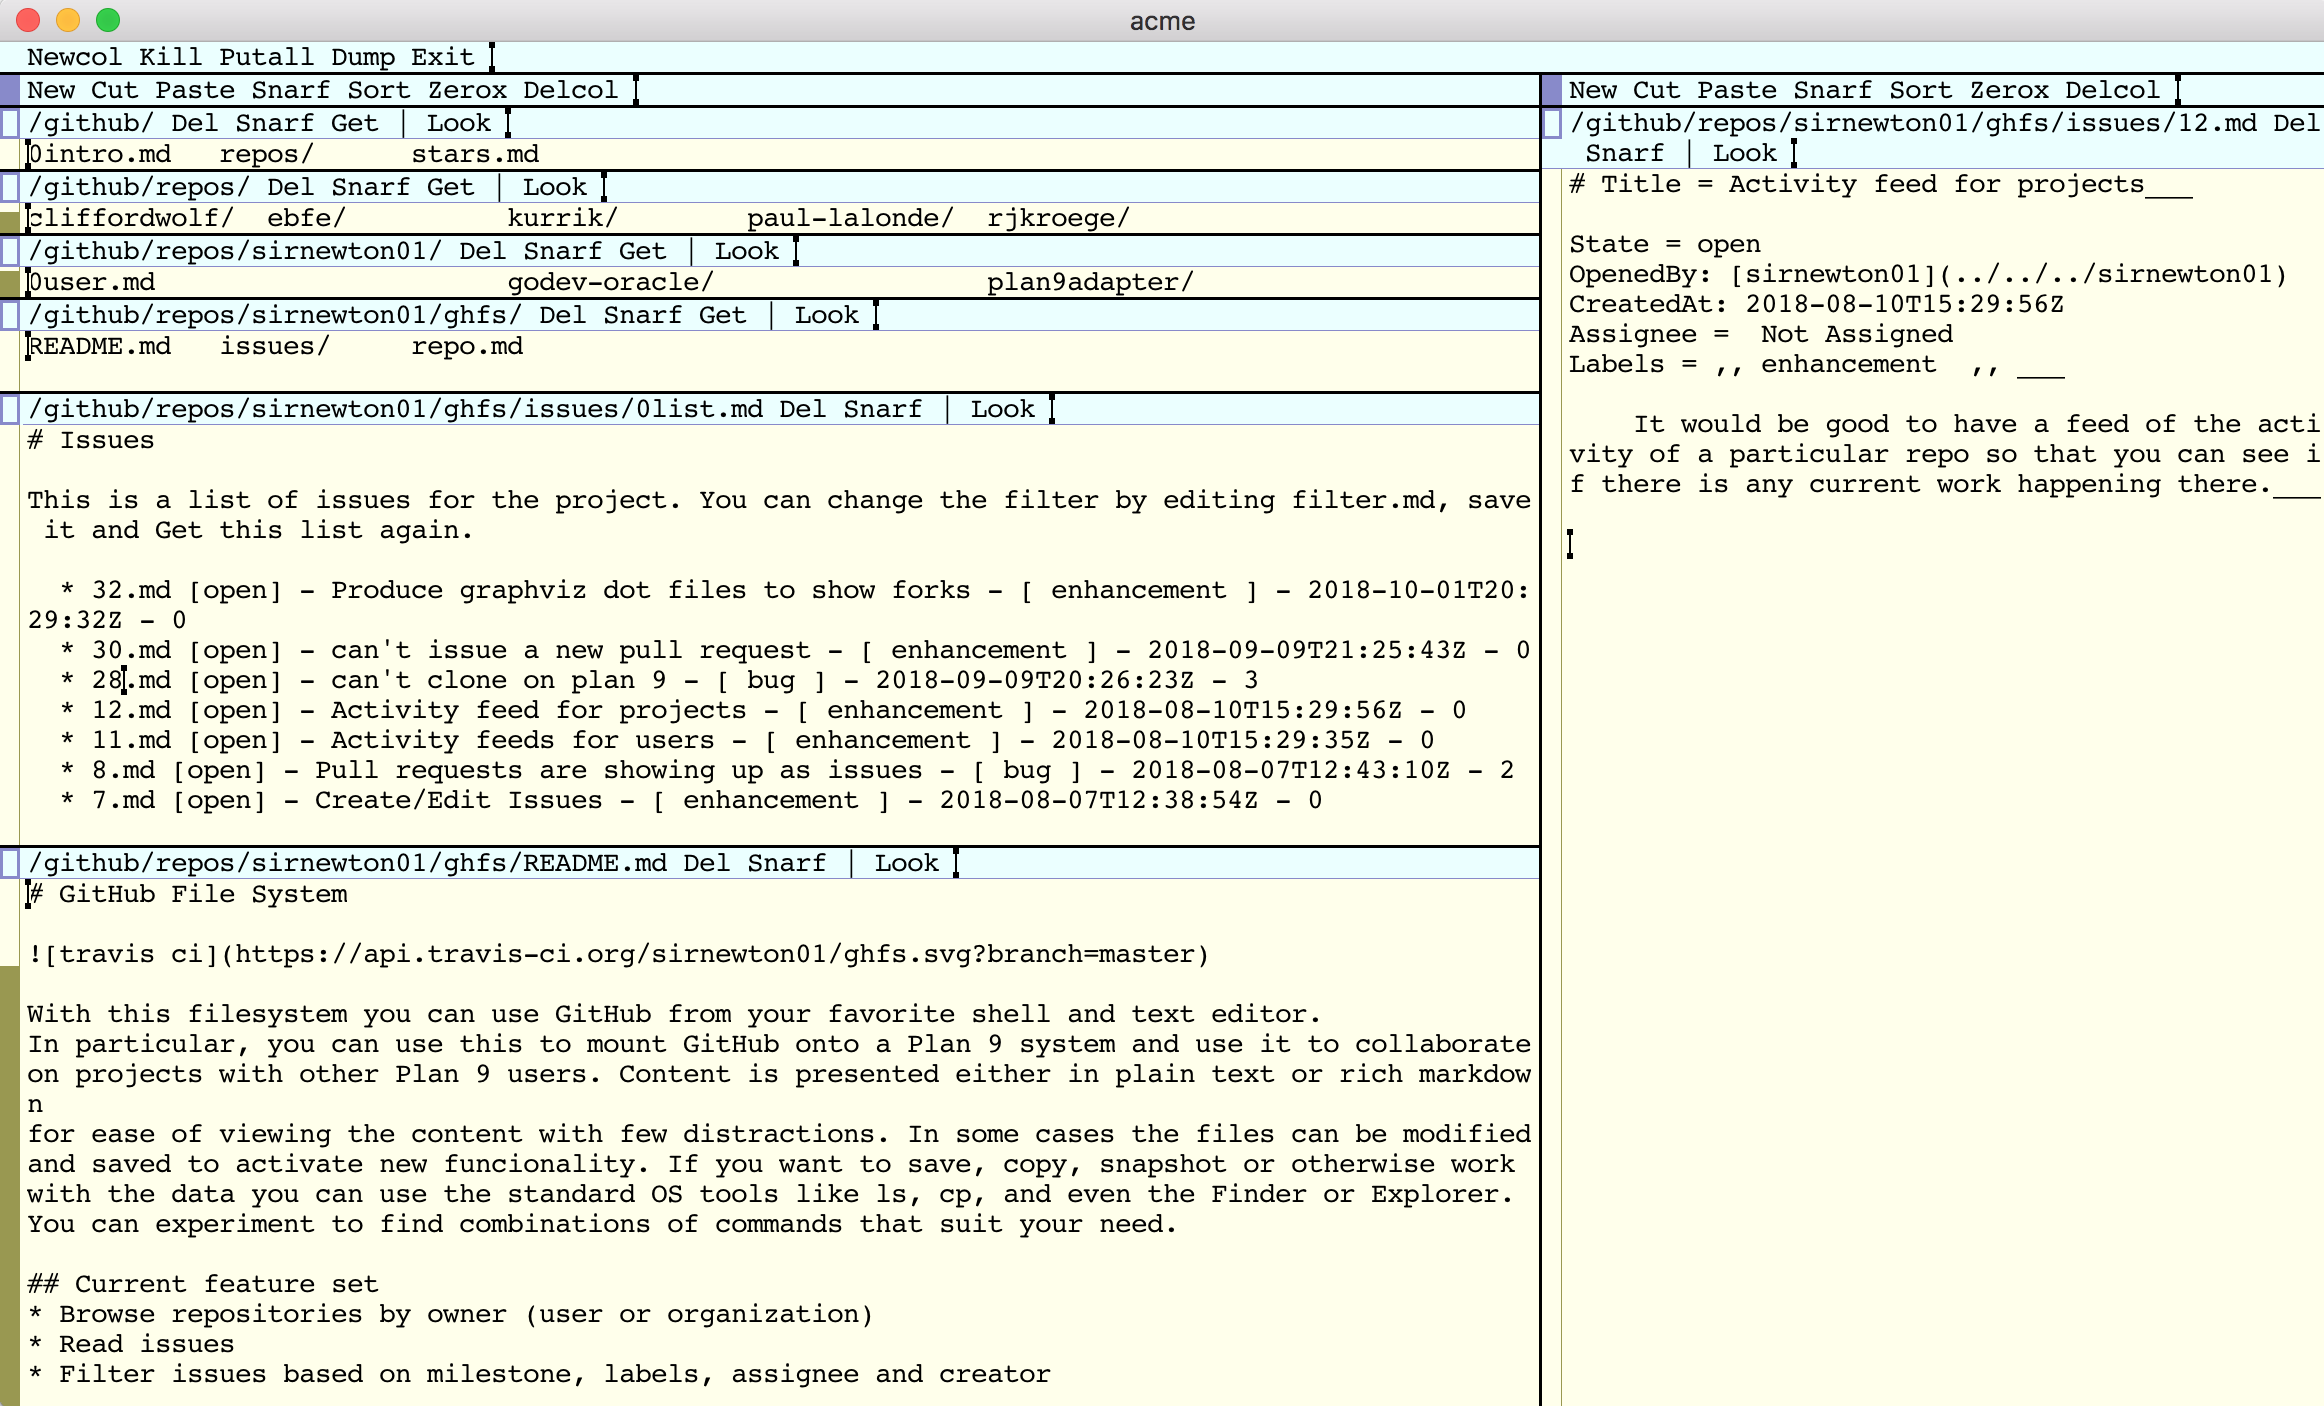 acme
Newcol Kill Putall Dump Exit
New Cut Paste Snarf Sort Zerox Delcol
/github/ Del Snarf Get | Look
0intro.md repos/ stars.md
/github/repos/ Del Snarf Get | Look
cliffordwolf/ ebfe/ kurrik/ paul-lalonde/ rjkroege/
/github/repos/sirnewton01/ Del Snarf Get | Look
0user.md godev-oracle/ plan9adapter/
/github/repos/sirnewton01/ghfs/ Del Snarf Get | Look
README.md issues/ repo.md
/github/repos/sirnewton01/ghfs/issues/0list.md Del Snarf | Look
# Issues
This is a list of issues for the project. You can change the filter by editing filter.md, save
it and Get this list again.
* 32.md [open] – Produce graphviz dot files to show forks – [ enhancement ] – 2018–10–01T20:
29:32Z – 0
* 30.md [open] – can't issue a new pull request – [ enhancement ] – 2018–09–09T21:25:43Z – 0
* 28.md [open] – can't clone on plan 9 – [ bug ] – 2018–09–09T20:26:23Z – 3
* 12.md [open] – Activity feed for projects – [ enhancement ] – 2018–08–10T15:29:56Z – 0
* 11.md [open] – Activity feeds for users – [ enhancement ] – 2018–08–10T15:29:35Z – 0
* 8.md [open] – Pull requests are showing up as issues – [ bug ] – 2018–08–07T12:43:10Z – 2
* 7.md [open] – Create/Edit Issues – [ enhancement ] – 2018–08–07T12:38:54Z – 0
/github/repos/sirnewton01/ghfs/README.md Del Snarf | Look
# GitHub File System
![travis ci](https://api.travis-ci.org/sirnewton01/ghfs.svg?branch=master)
With this filesystem you can use GitHub from your favorite shell and text editor.
In particular, you can use this to mount GitHub onto a Plan 9 system and use it to collaborate
on projects with other Plan 9 users. Content is presented either in plain text or rich markdow
n
for ease of viewing the content with few distractions. In some cases the files can be modified
and saved to activate new funcionality. If you want to save, copy, snapshot or otherwise work
with the data you can use the standard OS tools like ls, cp, and even the Finder or Explorer.
You can experiment to find combinations of commands that suit your need.
## Current feature set
* Browse repositories by owner (user or organization)
* Read issues
* Filter issues based on milestone, labels, assignee and creator
New Cut Paste Snarf Sort Zerox Delcol
/github/repos/sirnewton01/ghfs/issues/12.md Del
Snarf | Look
# Title = Activity feed for projects___
State = open
OpenedBy: [sirnewton01](../../../sirnewton01)
CreatedAt: 2018–08–10T15:29:56Z
Assignee = Not Assigned
Labels = ,, enhancement ,, ___
It would be good to have a feed of the acti
vity of a particular repo so that you can see i
f there is any current work happening there.___